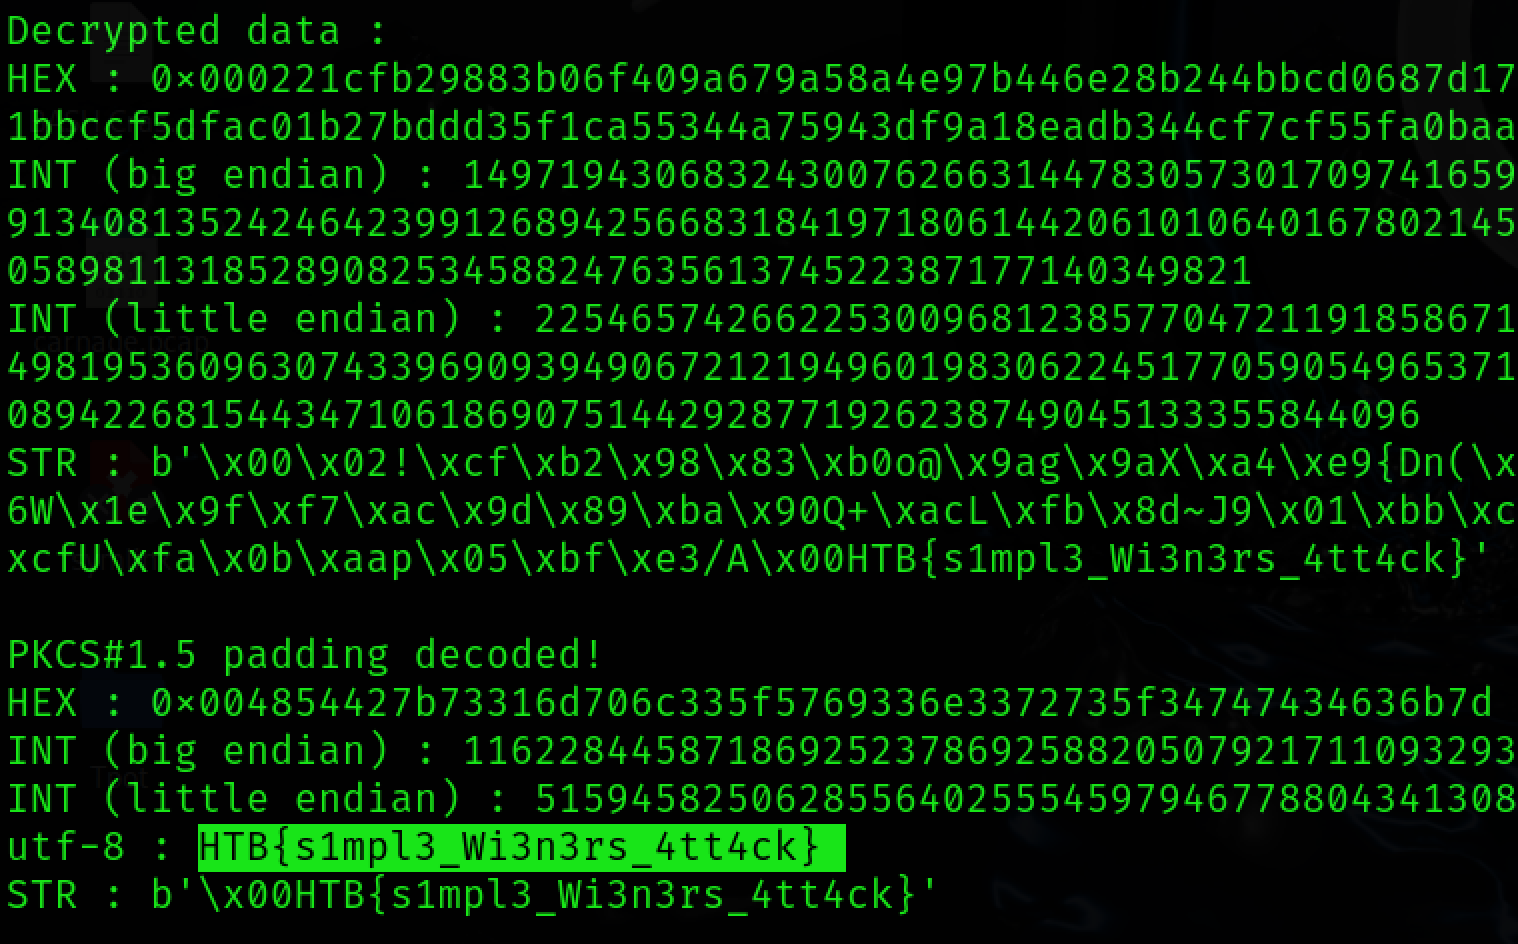 Decrypted data :
HEX : 0×000221cfb29883b06f409a679a58a4e97b446e28b244bbcd0687d17
1bbccf5dfac01b27bddd35f1ca55344a75943df9a18eadb344cf7cf55fa0baa
INT (big endian) : 14971943068324300762663144783057301709741659
913408135242464239912689425668318419718061442061010640167802145
0589811318528908253458824763561374522387177140349821
INT (little endian) : 22546574266225300968123857704721191858671
498195360963074339690939490672121949601983062245177059054965371
08942268154434710618690751442928771926238749045133355844096
STR : b'\x00\x02!\xcf\xb2\x98\x83\xb0o@\x9ag\x9aX\xa4\xe9{Dn(\x
6W\x1e\x9f\xf7\xac\x9d\x89\xba\x90Q+\xacL\xfb\x8d~J9\x01\xbb\xc
xcfU\xfa\x0b\xaap\x05\xbf\xe3/A\x00HTB{s1mpl3_Wi3n3rs_4tt4ck}'
PKCS#1.5 padding decoded!
HEX : 0×004854427b73316d706c335f5769336e3372735f34747434636b7d
INT (big endian) : 11622844587186925237869258820507921711093293
INT (little endian) : 51594582506285564025554597946778804341308
utf-8 : HTB{s1mpl3_Wi3n3rs_4tt4ck}
STR : b'\x00HTB{s1mpl3_Wi3n3rs_4tt4ck}'
carnage.pcap